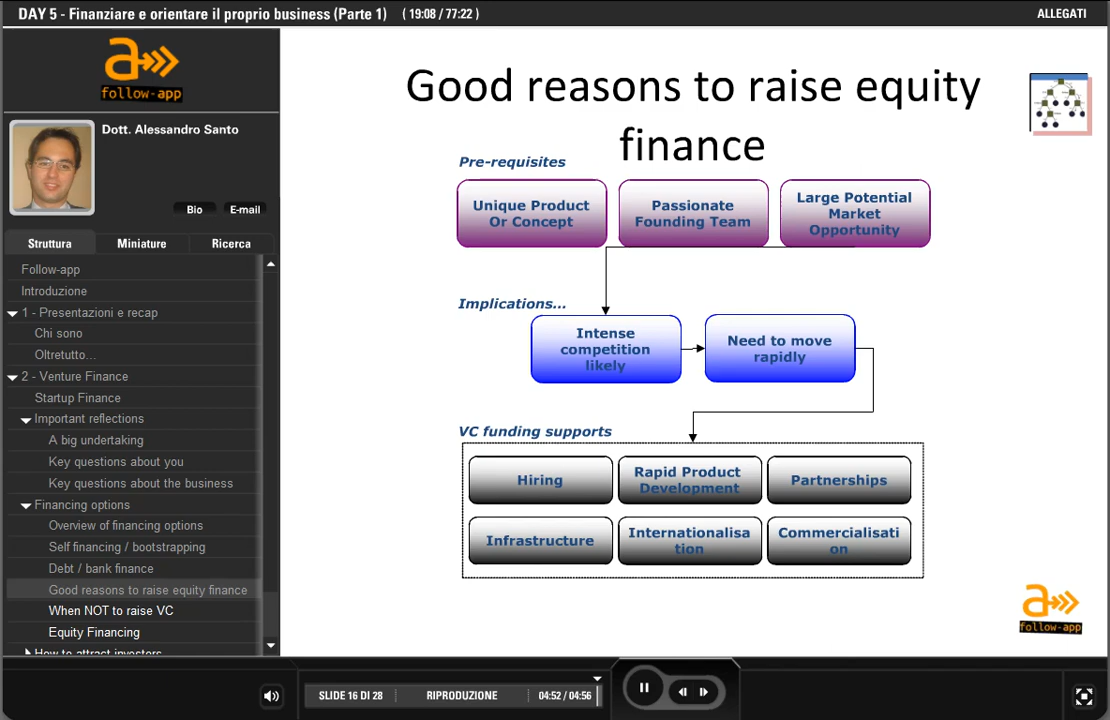 DAY 5 - Finanziare e orientare il proprio business (Parte 1)    ( 19:08 / 77:22 )
ALLEGATI
a
follow-app
Dott. Alessandro Santo
Bio
E-mail
Struttura
Miniature
Ricerca
Follow-app
Introduzione
1 - Presentazioni e recap
Chi sono
Oltretutto...
2 - Venture Finance
Startup Finance
Important reflections
A big undertaking
Key questions about you
Key questions about the business
Financing options
Overview of financing options
Self financing / bootstrapping
Debt / bank finance
Good reasons to raise equity finance
When NOT to raise VC
Equity Financing
How to attract investors
Good reasons to raise equity
finance
Pre-requisites
Unique Product
Or Concept
Passionate
Founding Team
Large Potential
Market
Opportunity
Implications...
Intense
competition
likely
Need to move
rapidly
VC funding supports
Hiring
Rapid Product
Development
Partnerships
Infrastructure
Internationalisa
tion
Commercialisati
on
a
follow-app
SLIDE 16 DI 28
RIPRODUZIONE
04:52 / 04:56